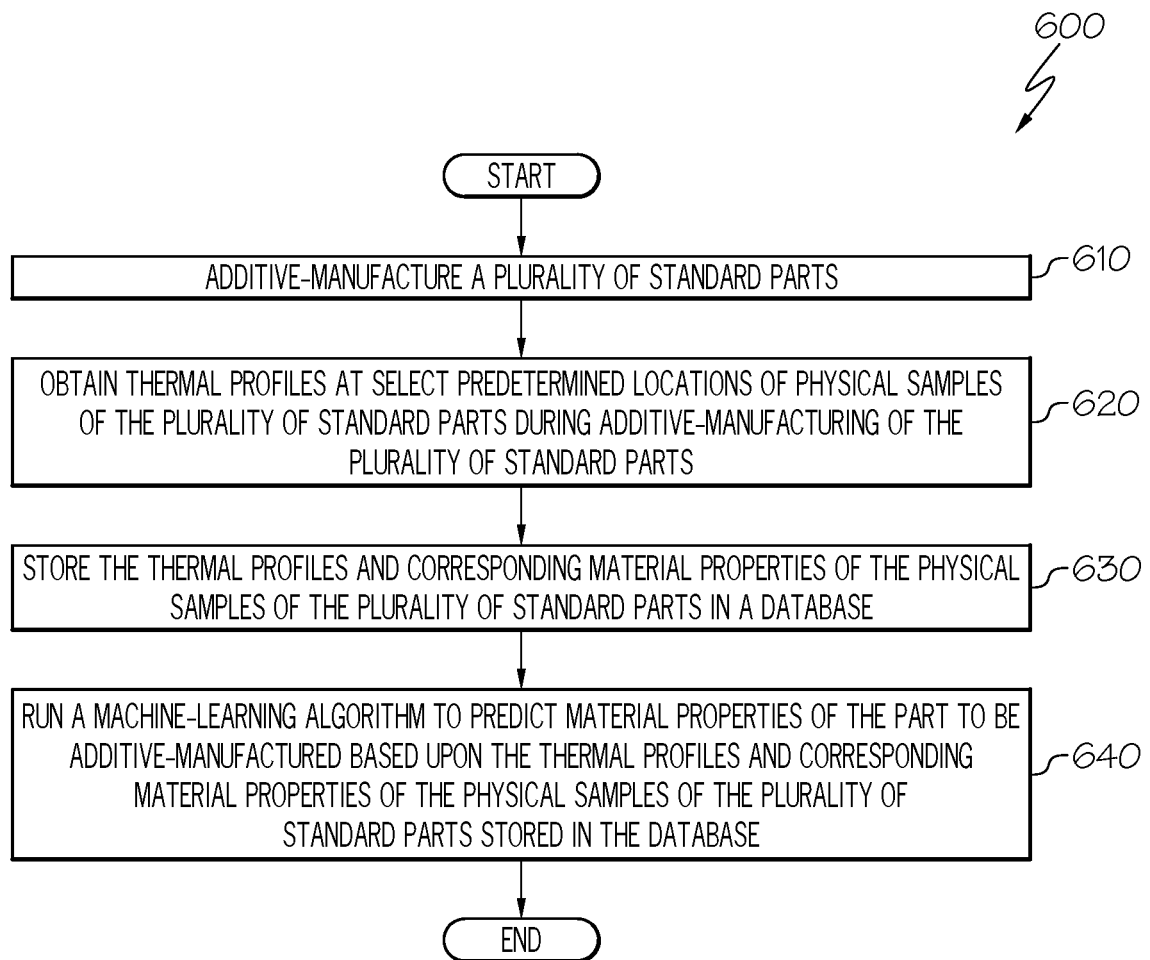 600
START
ADDITIVE-MANUFACTURE A PLURALITY OF STANDARD PARTS
610
OBTAIN THERMAL PROFILES AT SELECT PREDETERMINED LOCATIONS OF PHYSICAL SAMPLES
OF THE PLURALITY OF STANDARD PARTS DURING ADDITIVE-MANUFACTURING OF THE
PLURALITY OF STANDARD PARTS
620
STORE THE THERMAL PROFILES AND CORRESPONDING MATERIAL PROPERTIES OF THE PHYSICAL
SAMPLES OF THE PLURALITY OF STANDARD PARTS IN A DATABASE
630
RUN A MACHINE-LEARNING ALGORITHM TO PREDICT MATERIAL PROPERTIES OF THE PART TO BE
ADDITIVE-MANUFACTURED BASED UPON THE THERMAL PROFILES AND CORRESPONDING
MATERIAL PROPERTIES OF THE PHYSICAL SAMPLES OF THE PLURALITY OF
STANDARD PARTS STORED IN THE DATABASE
640
END